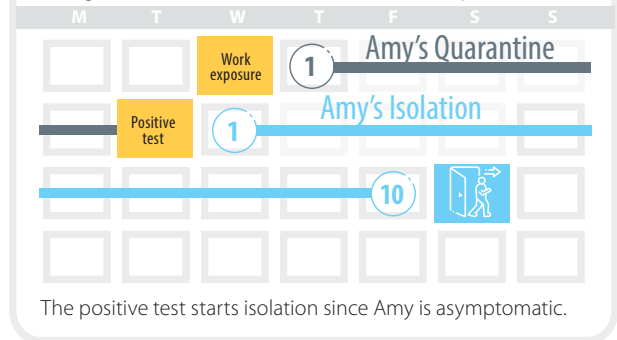 M T W T F S S
Work
exposure
1
Amy's Quarantine
Positive
test
1
Amy's Isolation
10
The positive test starts isolation since Amy is asymptomatic.